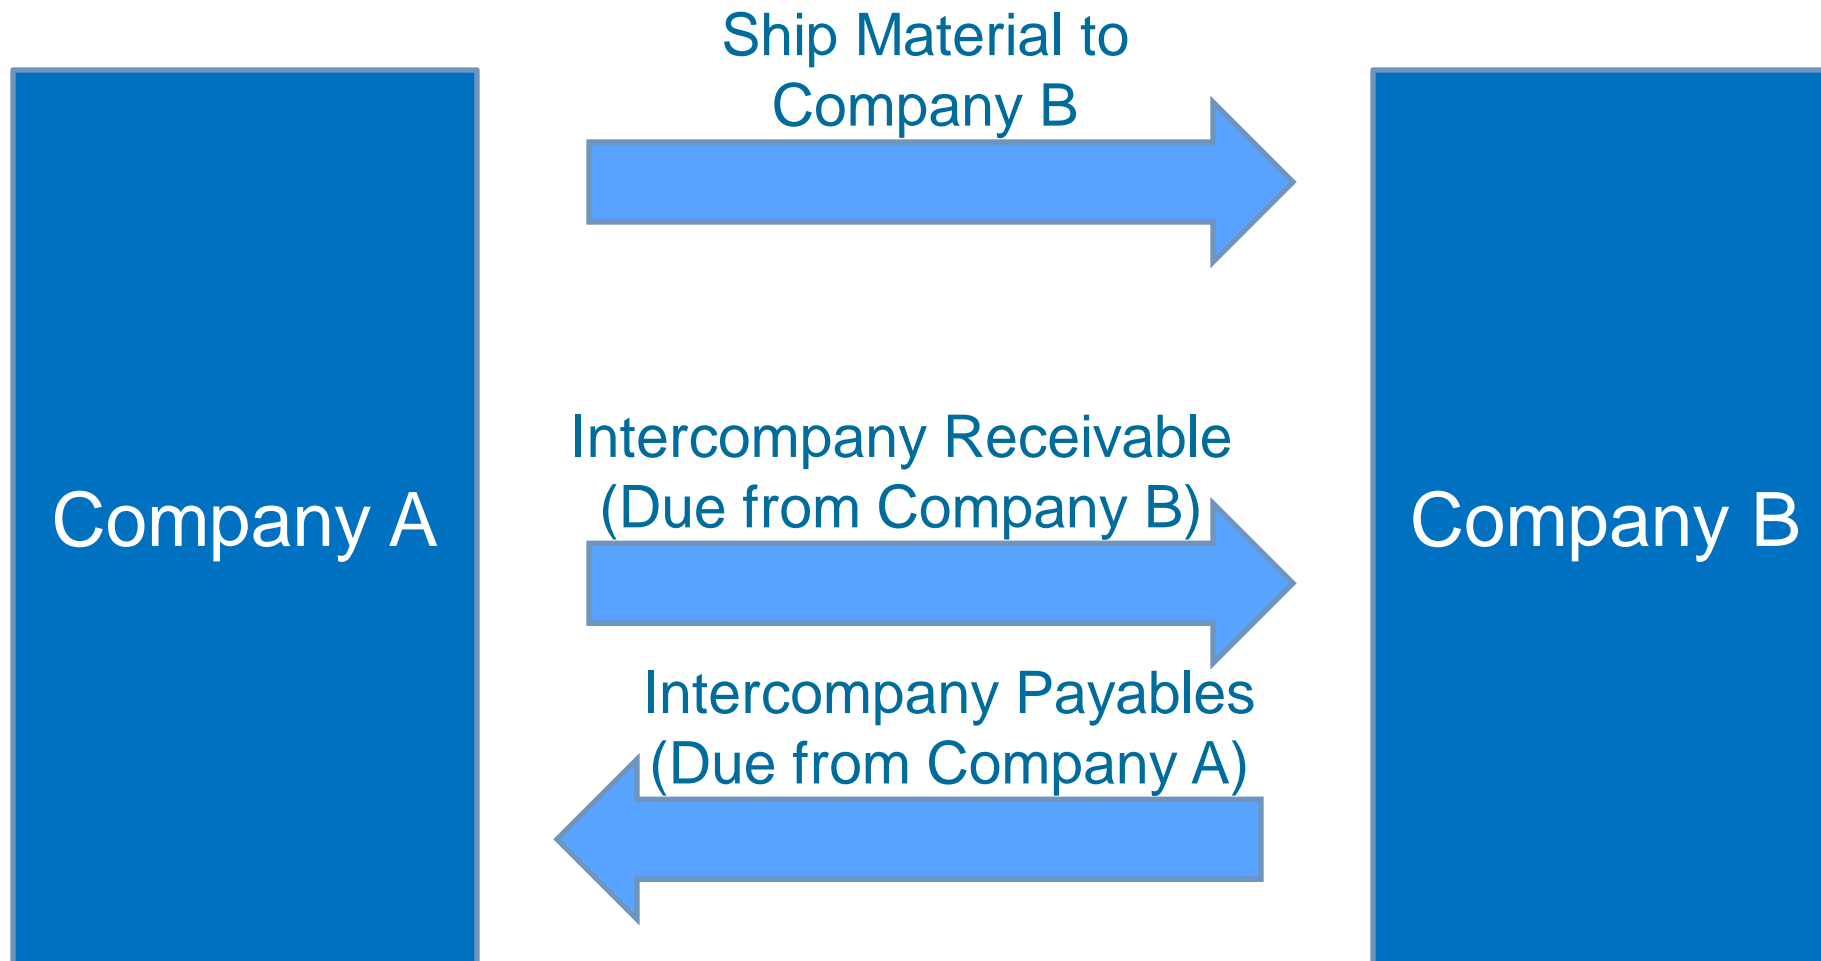 Ship Material to
Company B
Company A
Intercompany Receivable
(Due from Company B)
Company B
Intercompany Payables
(Due from Company A)